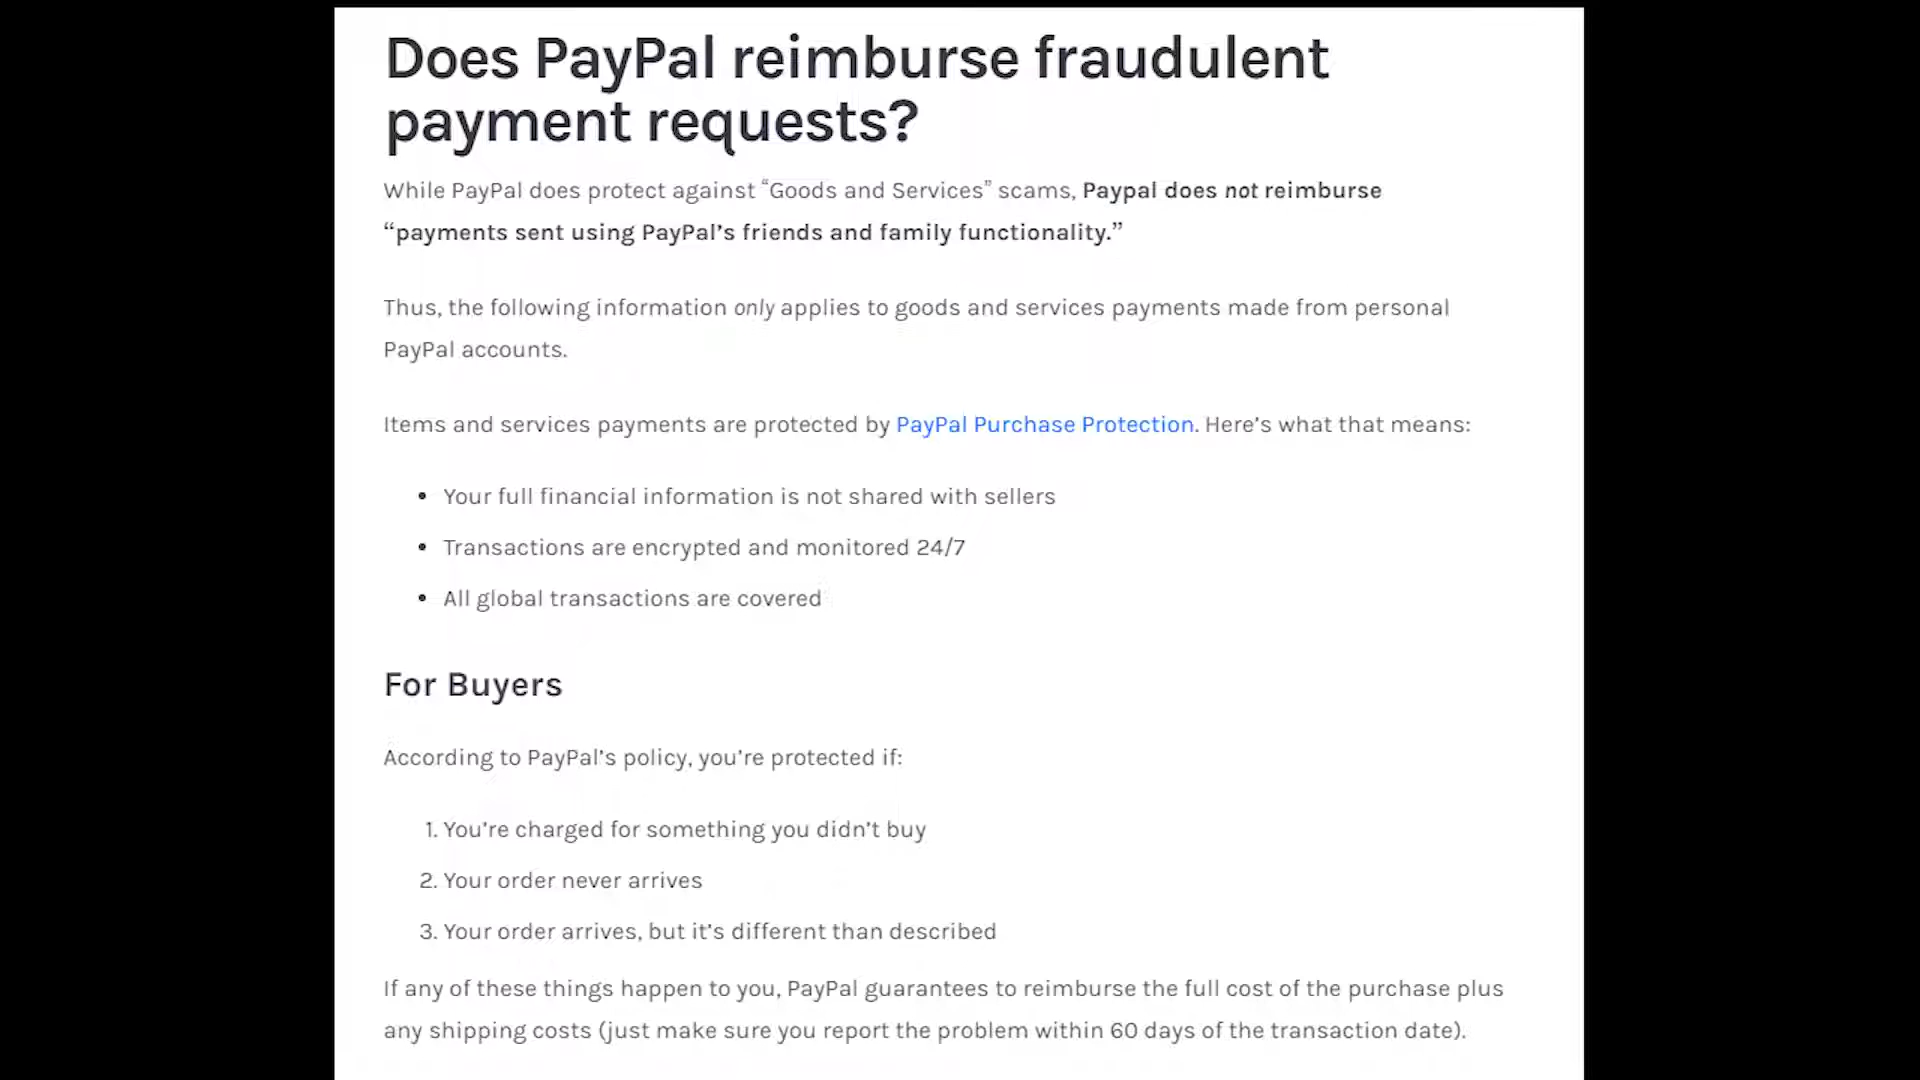 Does PayPal reimburse fraudulent
payment requests?
While PayPal does protect against “Goods and Services” scams, Paypal does not reimburse
“payments sent using PayPal’s friends and family functionality.”
Thus, the following information only applies to goods and services payments made from personal
PayPal accounts.
Items and services payments are protected by PayPal Purchase Protection. Here’s what that means:
• Your full financial information is not shared with sellers
• Transactions are encrypted and monitored 24/7
• All global transactions are covered
For Buyers
According to PayPal’s policy, you’re protected if:
1. You’re charged for something you didn’t buy
2. Your order never arrives
3. Your order arrives, but it’s different than described
If any of these things happen to you, PayPal guarantees to reimburse the full cost of the purchase plus
any shipping costs (just make sure you report the problem within 60 days of the transaction date).